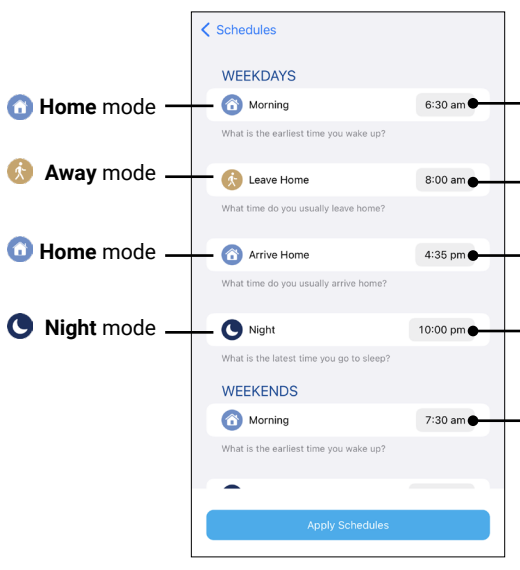 Schedules
WEEKDAYS
Home mode
Morning 6:30 am
What is the earliest time you wake up?
Away mode
Leave Home 8:00 am
What time do you usually leave home?
Home mode
Arrive Home 4:35 pm
What time do you usually arrive home?
Night mode
Night 10:00 pm
What is the latest time you go to sleep?
WEEKENDS
Morning 7:30 am
What is the earliest time you wake up?
Apply Schedules